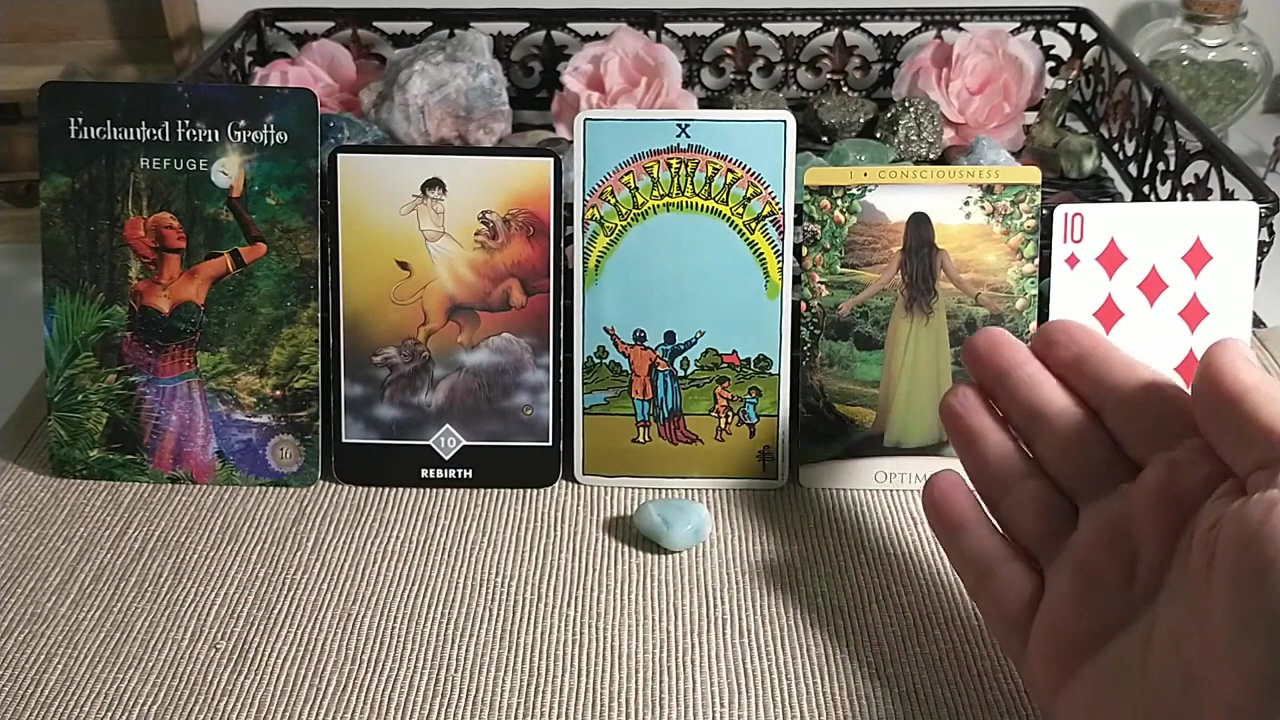 Enchanted Fern Grotto
REFUGE
16
10
REBIRTH
X
1 • CONSCIOUSNESS
10